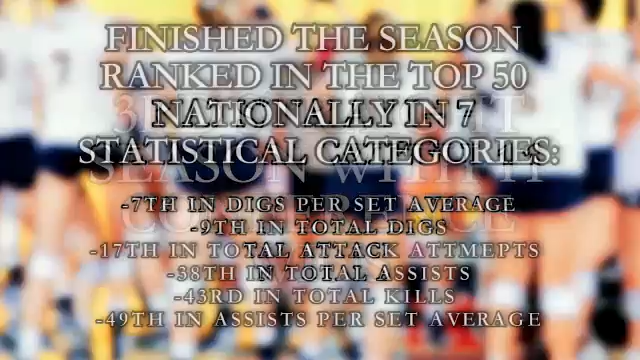 FINISHED THE SEASON
RANKED IN THE TOP 50
NATIONALLY IN 7
STATISTICAL CATEGORIES:
SEASON WITH
-7TH IN DIGS PER SET AVERAGE
-9TH IN TOTAL DIGS
-17TH IN TOTAL ATTACK ATTMEPTS
-38TH IN TOTAL ASSISTS
-43RD IN TOTAL KILLS
-49TH IN ASSISTS PER SET AVERAGE